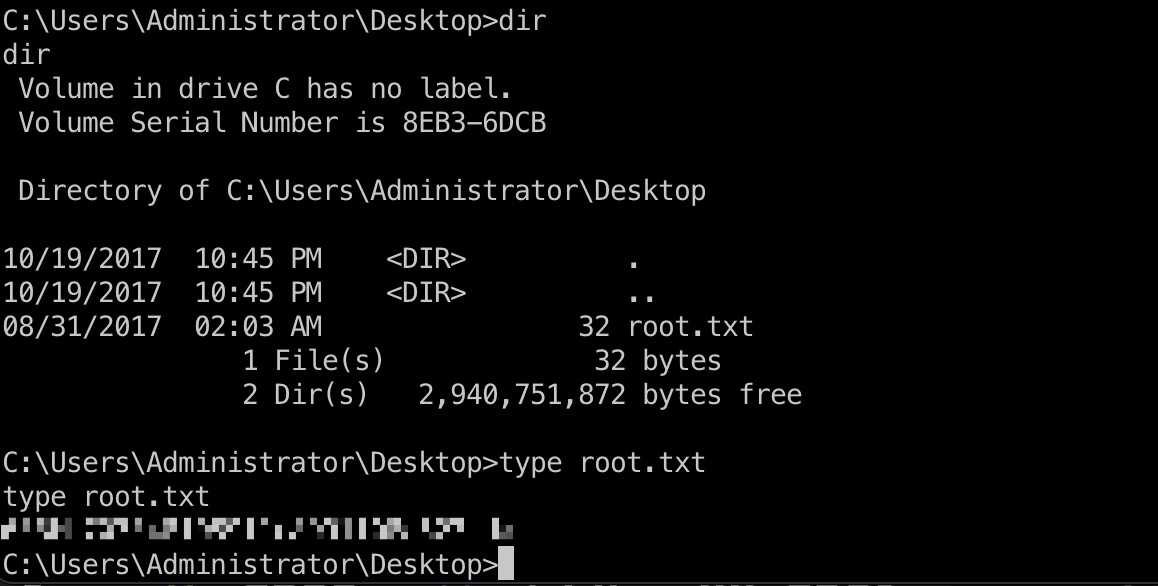 C:\Users\Administrator\Desktop>dir
dir
 Volume in drive C has no label.
 Volume Serial Number is 8EB3-6DCB

 Directory of C:\Users\Administrator\Desktop

10/19/2017  10:45 PM    <DIR>          .
10/19/2017  10:45 PM    <DIR>          ..
08/31/2017  02:03 AM                32 root.txt
               1 File(s)             32 bytes
               2 Dir(s)   2,940,751,872 bytes free

C:\Users\Administrator\Desktop>type root.txt
type root.txt
C:\Users\Administrator\Desktop>